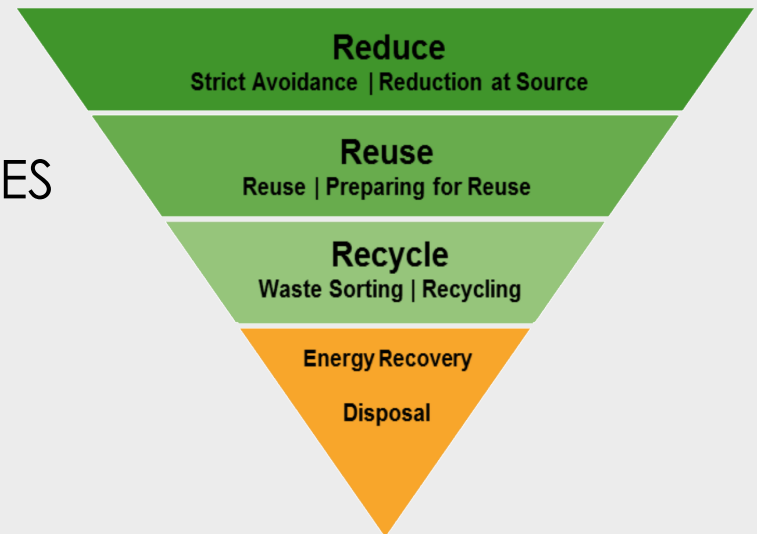 Reduce
Strict Avoidance | Reduction at Source
ES
Reuse
Reuse | Preparing for Reuse
Recycle
Waste Sorting | Recycling
Energy Recovery
Disposal